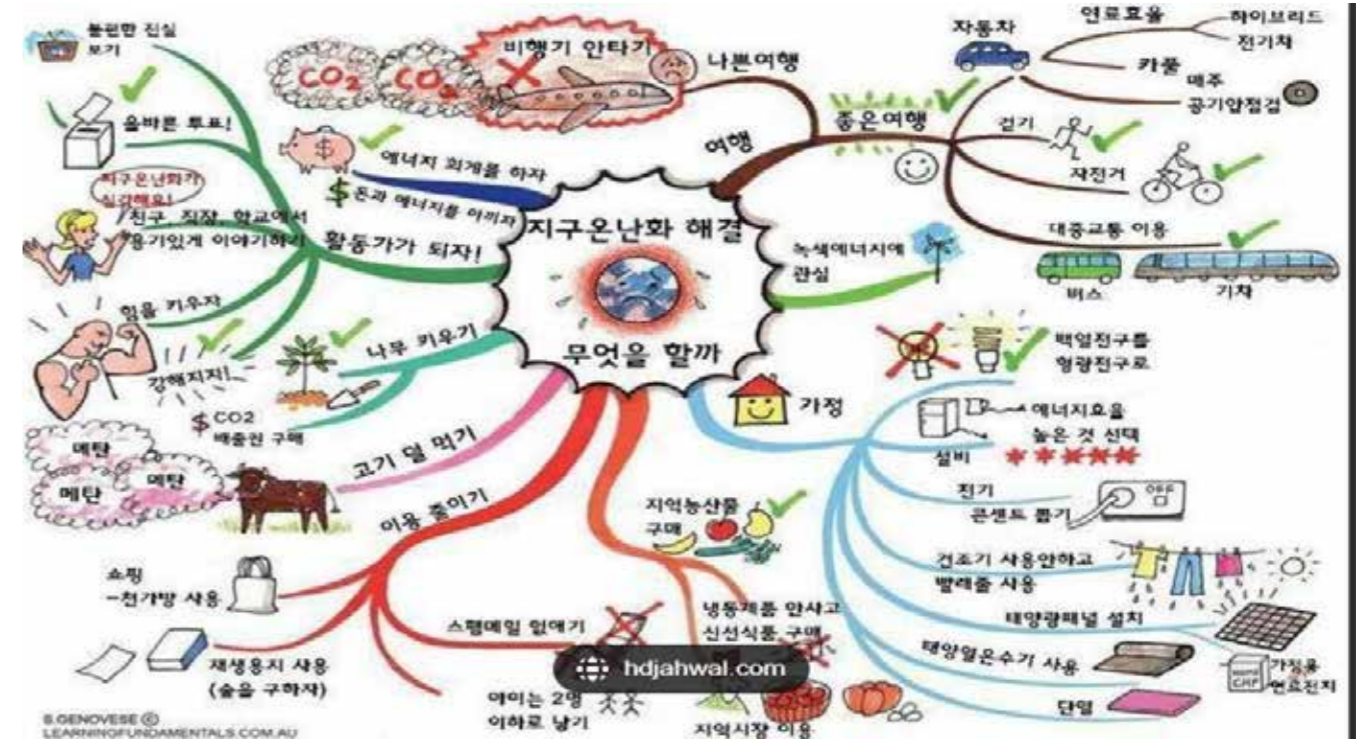 지구온난화 해결
무엇을 할까
여행
나쁜여행
비행기 안타기
CO2
CO2
좋은여행
자동차
연료효율
하이브리드
전기차
카풀
매주
공기압점검
걷기
자전거
대중교통 이용
버스
기차
녹색에너지에
관심
가정
백열전구를
형광전구로
에너지효율
높은 것 선택
설비
전기
콘센트 뽑기
OFF
건조기 사용안하고
빨래줄 사용
태양광패널 설치
태양열온수기 사용
가정용
연료전지
단열
지역농산물
구매
냉동제품 안사고
신선식품 구매
지역시장 이용
이용 줄이기
쇼핑
-천가방 사용
재생용지 사용
(숲을 구하자)
스팸메일 없애기
아이는 2명
이하로 낳기
고기 덜 먹기
메탄
메탄
메탄
나무 키우기
$ CO2
배출권 구매
활동가가 되자!
불편한 진실
보기
올바른 투표!
지구온난화가
심각해요!
친구, 직장, 학교에서
용기있게 이야기하기
힘을 키우자
강해지자!
에너지 회계를 하자
$ 돈과 에너지를 아끼자
hdjahwal.com
S.GENOVESE ©
LEARNINGFUNDAMENTALS.COM.AU